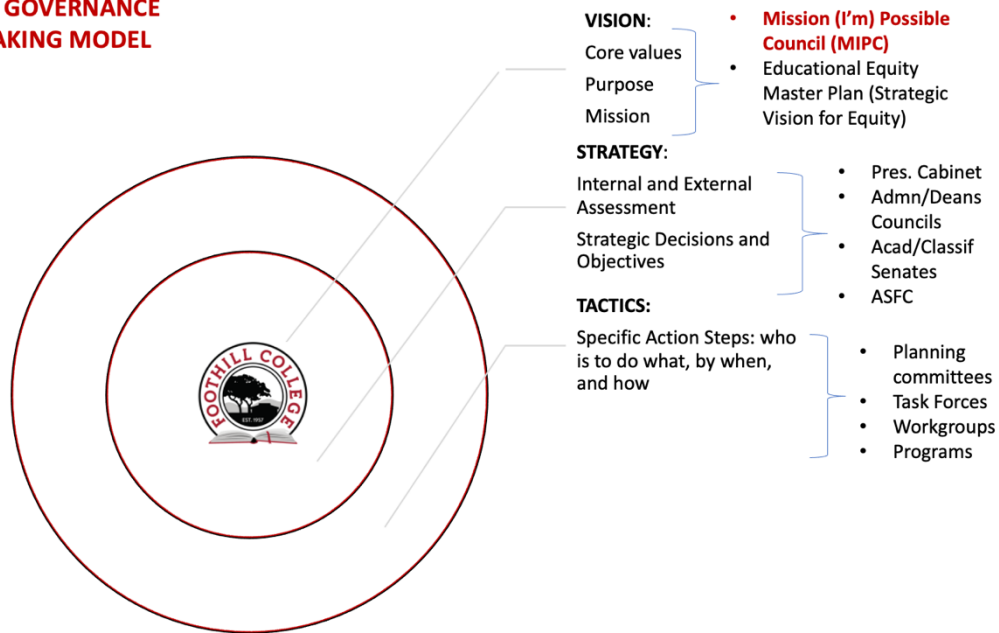 GOVERNANCE
AKING MODEL
VISION:
Core values
Purpose
Mission
• Mission (I'm) Possible
Council (MIPC)
• Educational Equity
Master Plan (Strategic
Vision for Equity)
STRATEGY:
Internal and External
Assessment
Strategic Decisions and
Objectives
• Pres. Cabinet
• Admn/Deans
Councils
• Acad/Classif
Senates
• ASFC
TACTICS:
Specific Action Steps: who
is to do what, by when,
and how
• Planning
committees
• Task Forces
• Workgroups
• Programs
FOOTHILL COLLEGE
EST. 1957